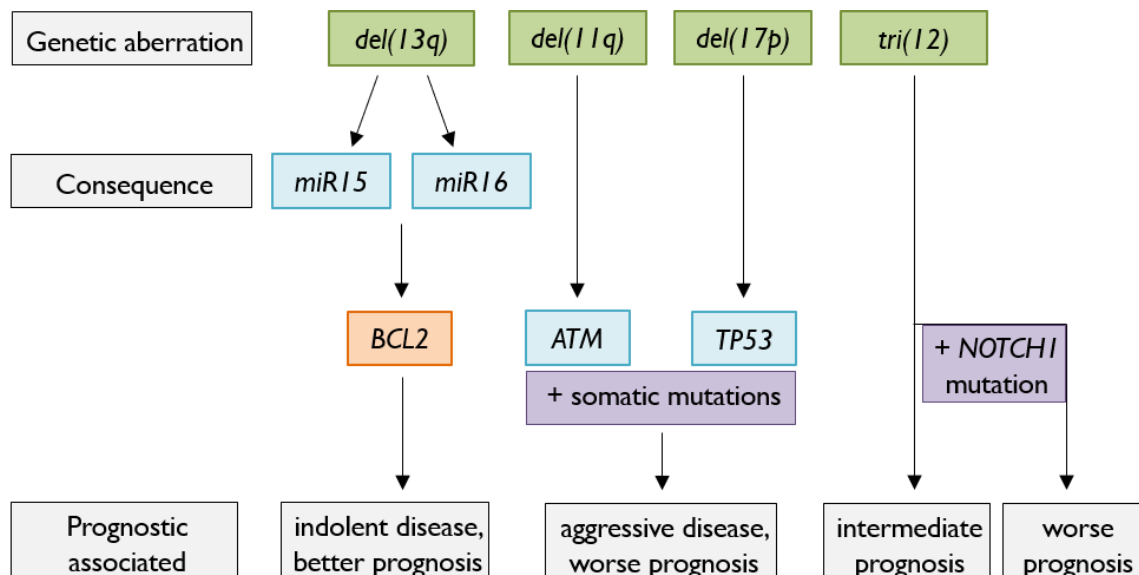 Genetic aberration
del(13q)
del(11q)
del(17p)
tri(12)
Consequence
miR15
miR16
BCL2
ATM
TP53
+ NOTCH1
mutation
+ somatic mutations
Prognostic
associated
indolent disease,
better prognosis
aggressive disease,
worse prognosis
intermediate
prognosis
worse
prognosis